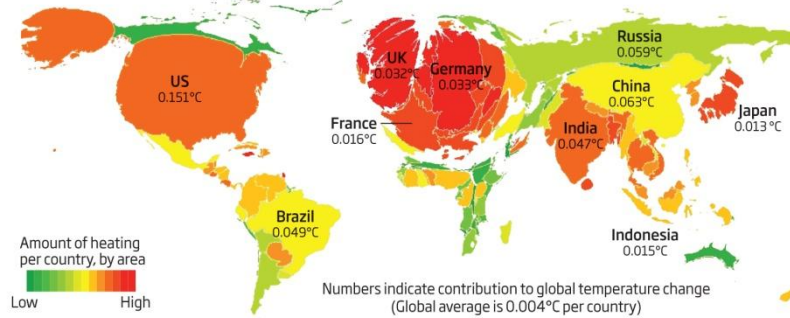 US
0.151°C
UK
0.032°C
Germany
0.033°C
Russia
0.059°C
China
0.063°C
Japan
0.013°C
France
0.016°C
India
0.047°C
Brazil
0.049°C
Indonesia
0.015°C
Amount of heating
per country, by area
Low High
Numbers indicate contribution to global temperature change
(Global average is 0.004°C per country)